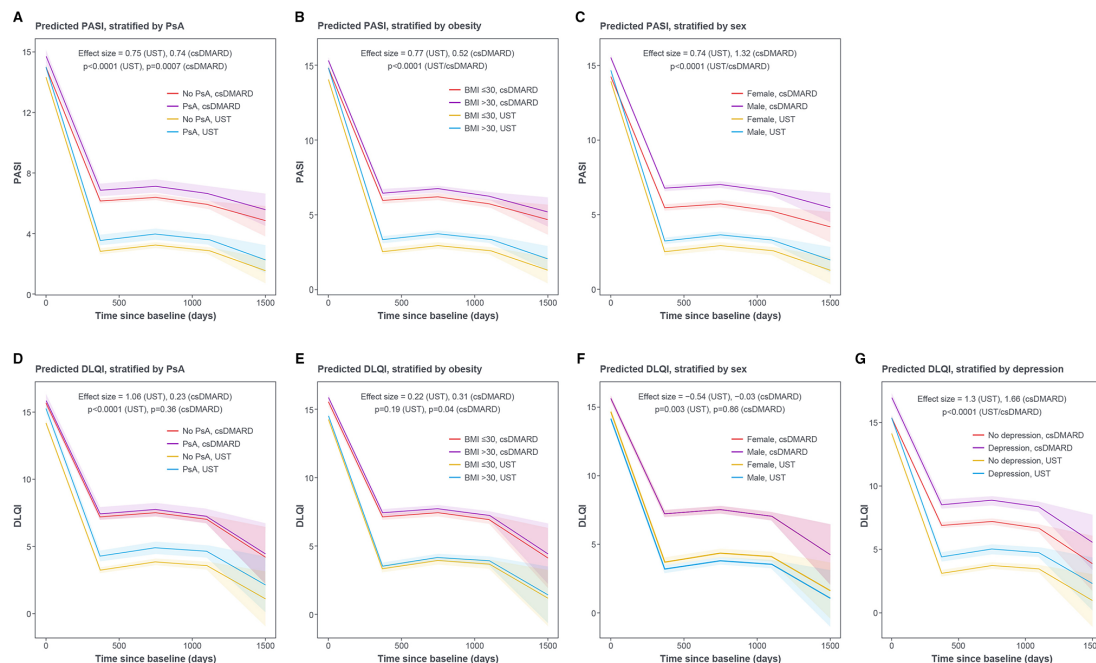 A
Predicted PASI, stratified by PsA
Effect size = 0.75 (UST), 0.74 (csDMARD)
p<0.0001 (UST), p=0.0007 (csDMARD)
No PsA, csDMARD
PsA, csDMARD
No PsA, UST
PsA, UST
PASI
15
12
8
4
0
0
500
1000
1500
Time since baseline (days)
B
Predicted PASI, stratified by obesity
Effect size = 0.77 (UST), 0.52 (csDMARD)
p<0.0001 (UST/csDMARD)
BMI ≤30, csDMARD
BMI >30, csDMARD
BMI ≤30, UST
BMI >30, UST
PASI
15
10
5
0
0
500
1000
1500
Time since baseline (days)
C
Predicted PASI, stratified by sex
Effect size = 0.74 (UST), 1.32 (csDMARD)
p<0.0001 (UST/csDMARD)
Female, csDMARD
Male, csDMARD
Female, UST
Male, UST
PASI
15
10
5
0
0
500
1000
1500
Time since baseline (days)
D
Predicted DLQI, stratified by PsA
Effect size = 1.06 (UST), 0.23 (csDMARD)
p<0.0001 (UST), p=0.36 (csDMARD)
No PsA, csDMARD
PsA, csDMARD
No PsA, UST
PsA, UST
DLQI
15
10
5
0
0
500
1000
1500
Time since baseline (days)
E
Predicted DLQI, stratified by obesity
Effect size = 0.22 (UST), 0.31 (csDMARD)
p=0.19 (UST), p=0.04 (csDMARD)
BMI ≤30, csDMARD
BMI >30, csDMARD
BMI ≤30, UST
BMI >30, UST
DLQI
15
10
5
0
0
500
1000
1500
Time since baseline (days)
F
Predicted DLQI, stratified by sex
Effect size = −0.54 (UST), −0.03 (csDMARD)
p=0.003 (UST), p=0.86 (csDMARD)
Female, csDMARD
Male, csDMARD
Female, UST
Male, UST
DLQI
15
10
5
0
0
500
1000
1500
Time since baseline (days)
G
Predicted DLQI, stratified by depression
Effect size = 1.3 (UST), 1.66 (csDMARD)
p<0.0001 (UST/csDMARD)
No depression, csDMARD
Depression, csDMARD
No depression, UST
Depression, UST
DLQI
15
10
5
0
0
500
1000
1500
Time since baseline (days)